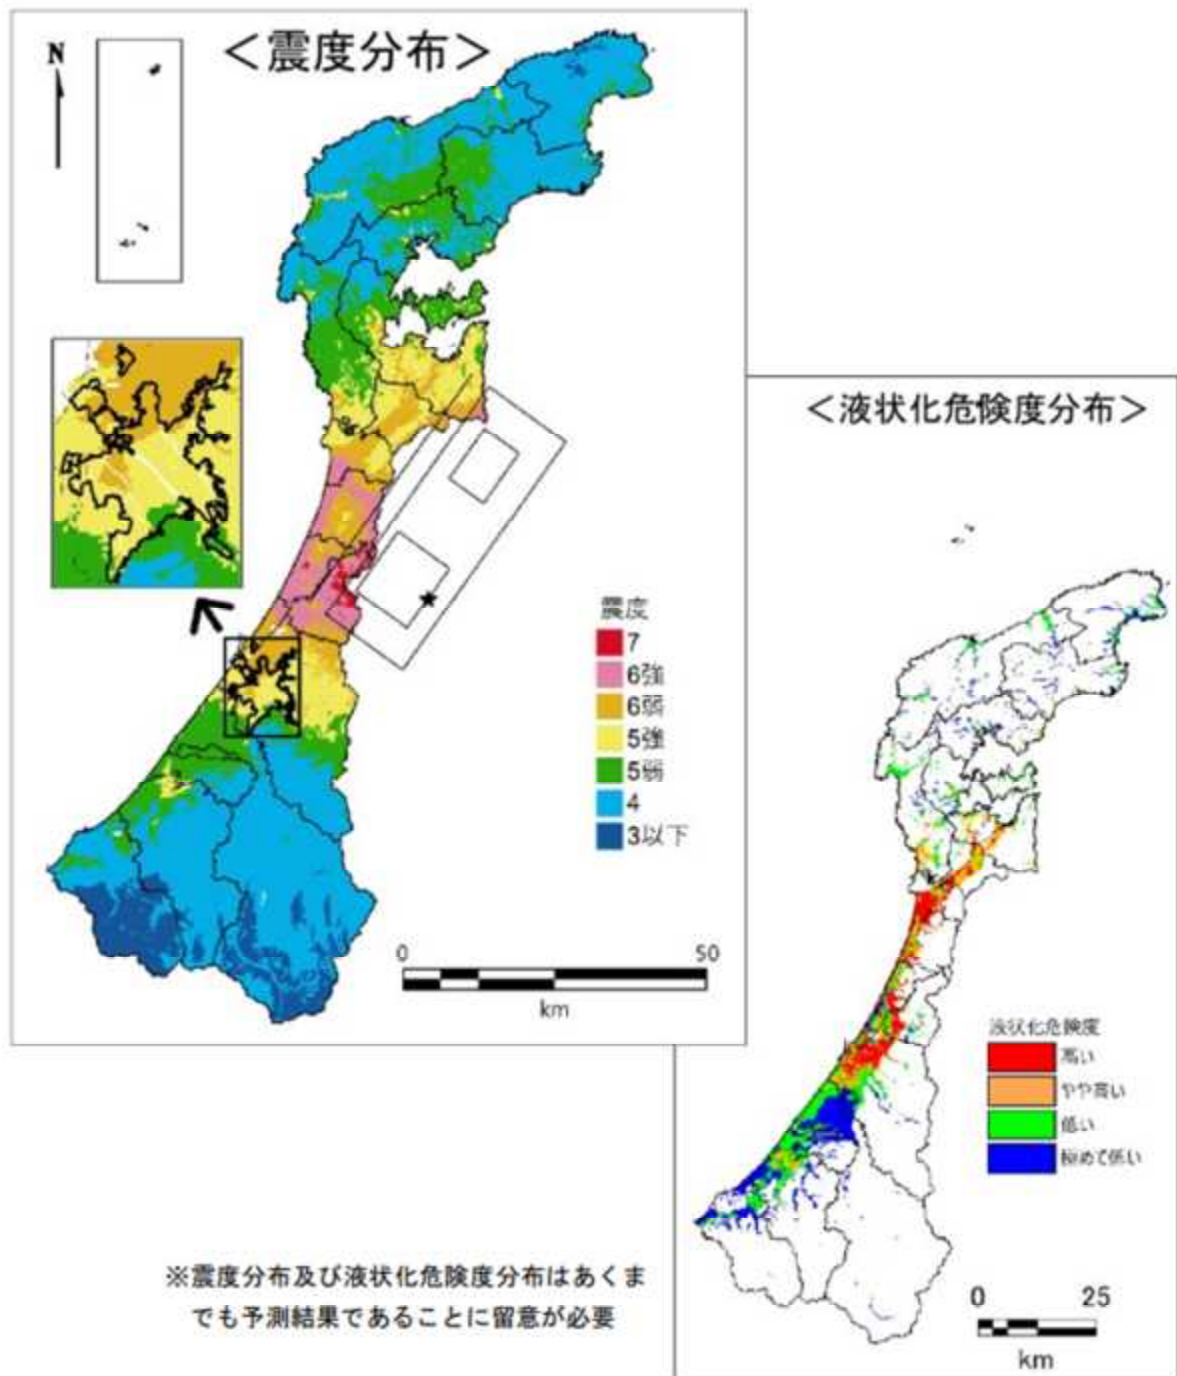 <震度分布>
N
震度
7
6強
6弱
5強
5弱
4
3以下
0 50
km
<液状化危険度分布>
液状化危険度
高い
やや高い
低い
極めて低い
0 25
km
※震度分布及び液状化危険度分布はあくま
でも予測結果であることに留意が必要